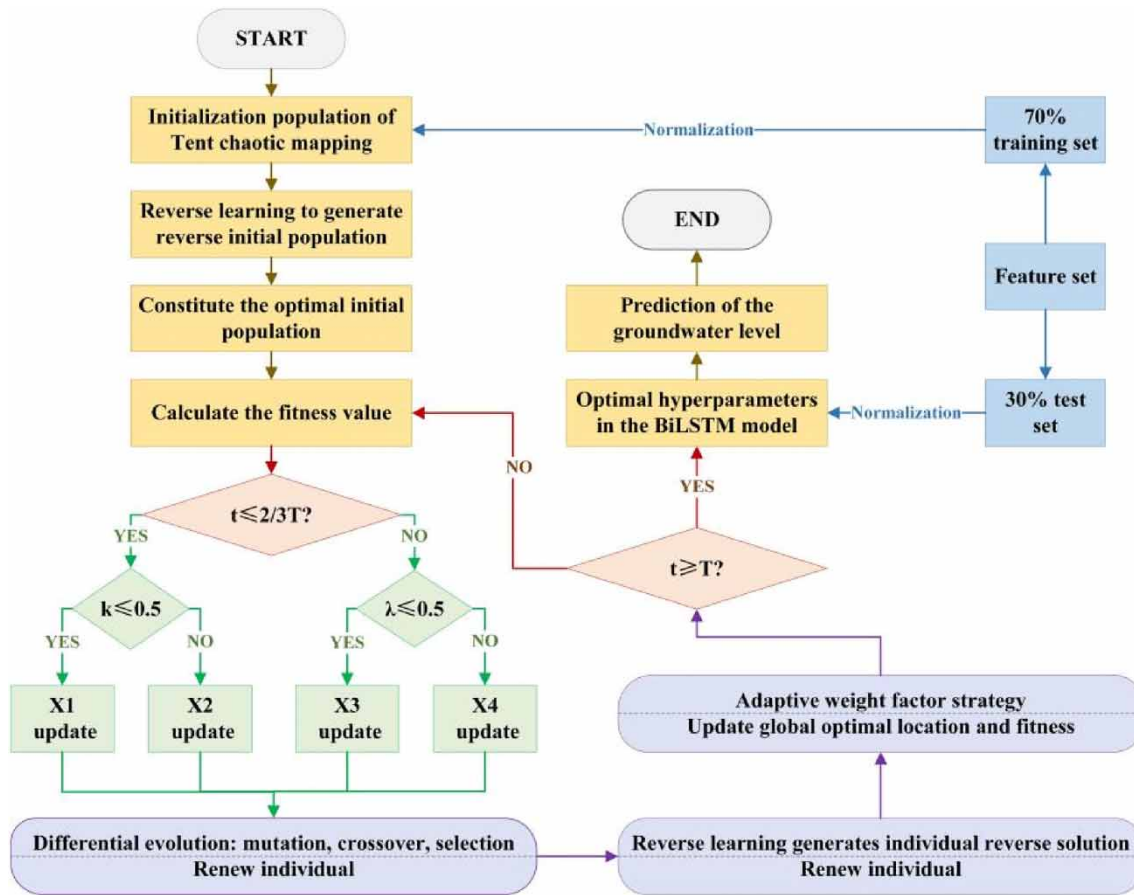 START
Initialization population of
Tent chaotic mapping
Normalization
70%
training set
Reverse learning to generate
reverse initial population
END
Feature set
Constitute the optimal initial
population
Prediction of the
groundwater level
Calculate the fitness value
Optimal hyperparameters
in the BiLSTM model
Normalization
30% test
set
NO
YES
t≤2/3T?
YES
NO
t≥T?
k≤0.5
λ≤0.5
YES
NO
YES
NO
X1
update
X2
update
X3
update
X4
update
Adaptive weight factor strategy
Update global optimal location and fitness
Differential evolution: mutation, crossover, selection
Renew individual
Reverse learning generates individual reverse solution
Renew individual